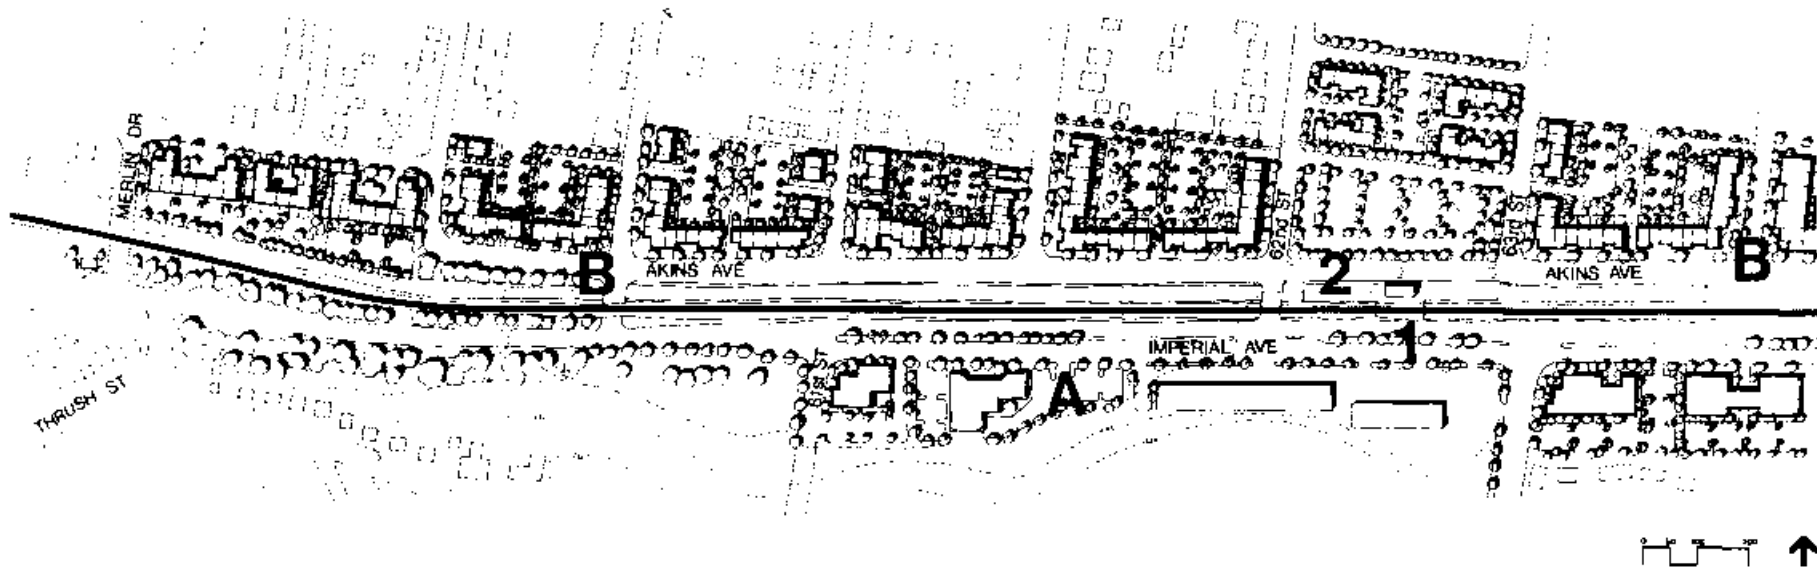 MERLIN DR
B
AKINS AVE
62nd ST
2
63rd ST
AKINS AVE
B
1
IMPERIAL AVE
A
THRUSH ST